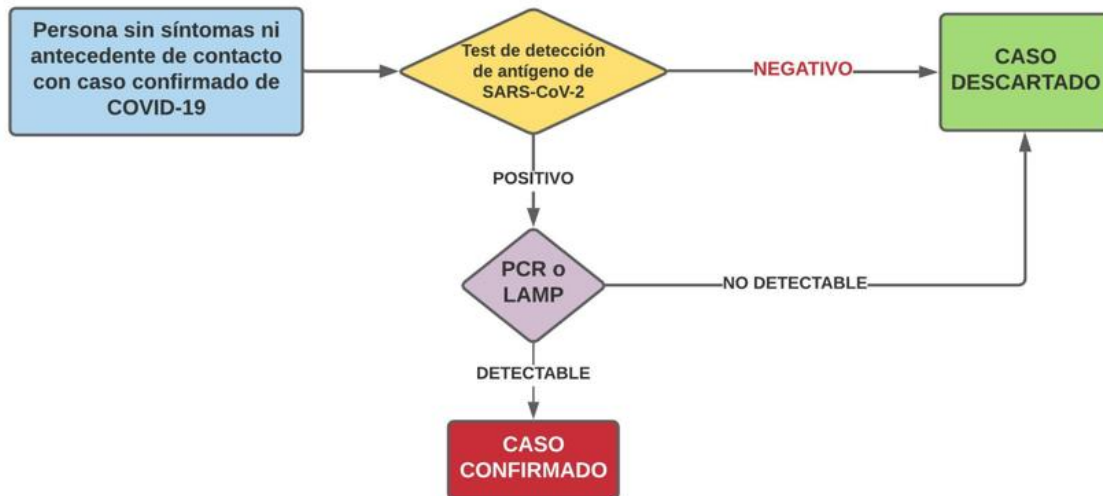 Persona sin síntomas ni
antecedente de contacto
con caso confirmado de
COVID-19
Test de detección
de antígeno de
SARS-CoV-2
NEGATIVO
CASO
DESCARTADO
POSITIVO
PCR o
LAMP
NO DETECTABLE
DETECTABLE
CASO
CONFIRMADO